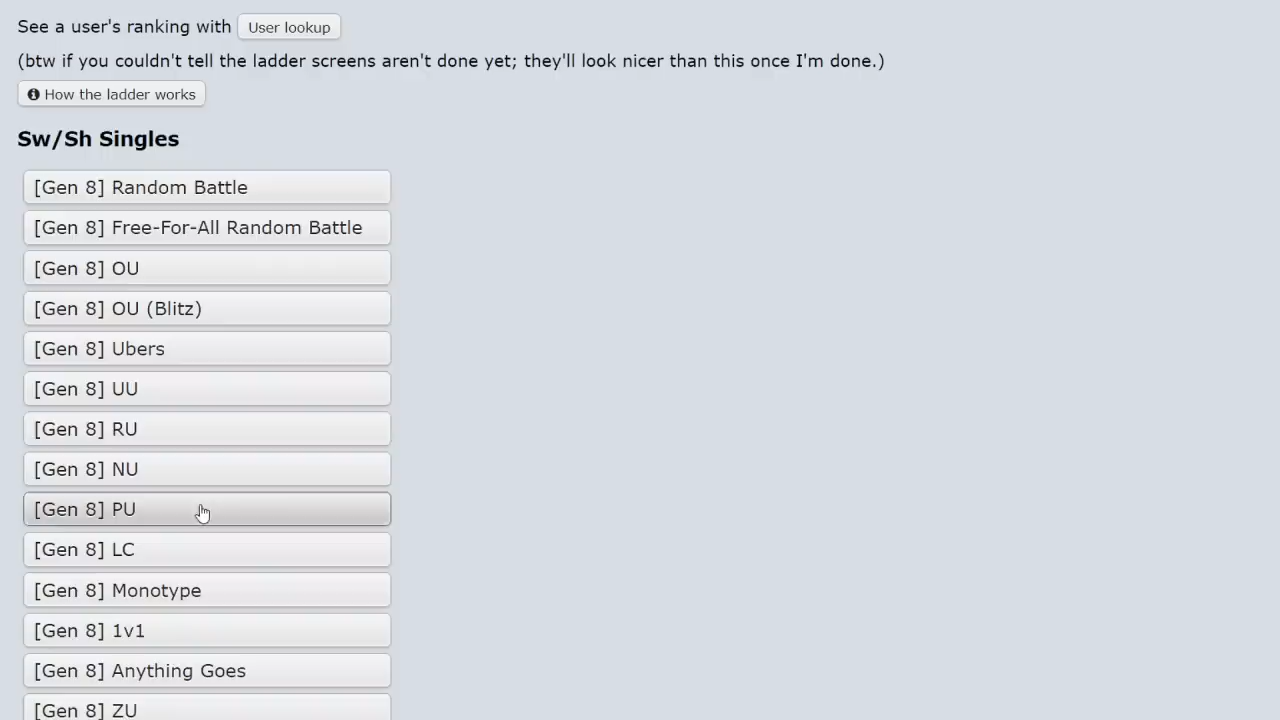 See a user's ranking with User lookup
(btw if you couldn't tell the ladder screens aren't done yet; they'll look nicer than this once I'm done.)
How the ladder works
Sw/Sh Singles
[Gen 8] Random Battle
[Gen 8] Free-For-All Random Battle
[Gen 8] OU
[Gen 8] OU (Blitz)
[Gen 8] Ubers
[Gen 8] UU
[Gen 8] RU
[Gen 8] NU
[Gen 8] PU
[Gen 8] LC
[Gen 8] Monotype
[Gen 8] 1v1
[Gen 8] Anything Goes
[Gen 8] ZU